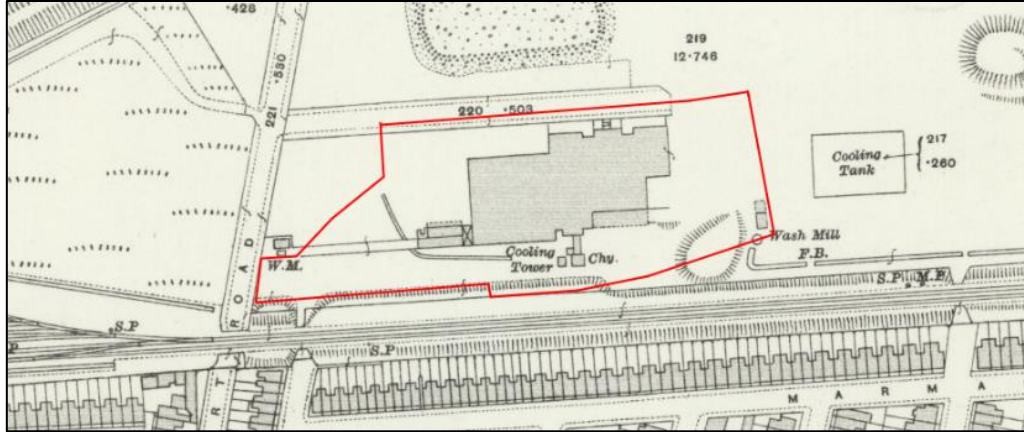 ·428
·530
221
219
12·746
220 ·503
217
·260
Cooling
Tank
ROAD
W.M.
Cooling
Tower
Chy.
Wash Mill
F.B.
S.P
M.P.
S.P
P
S.P
R T
M A R M A